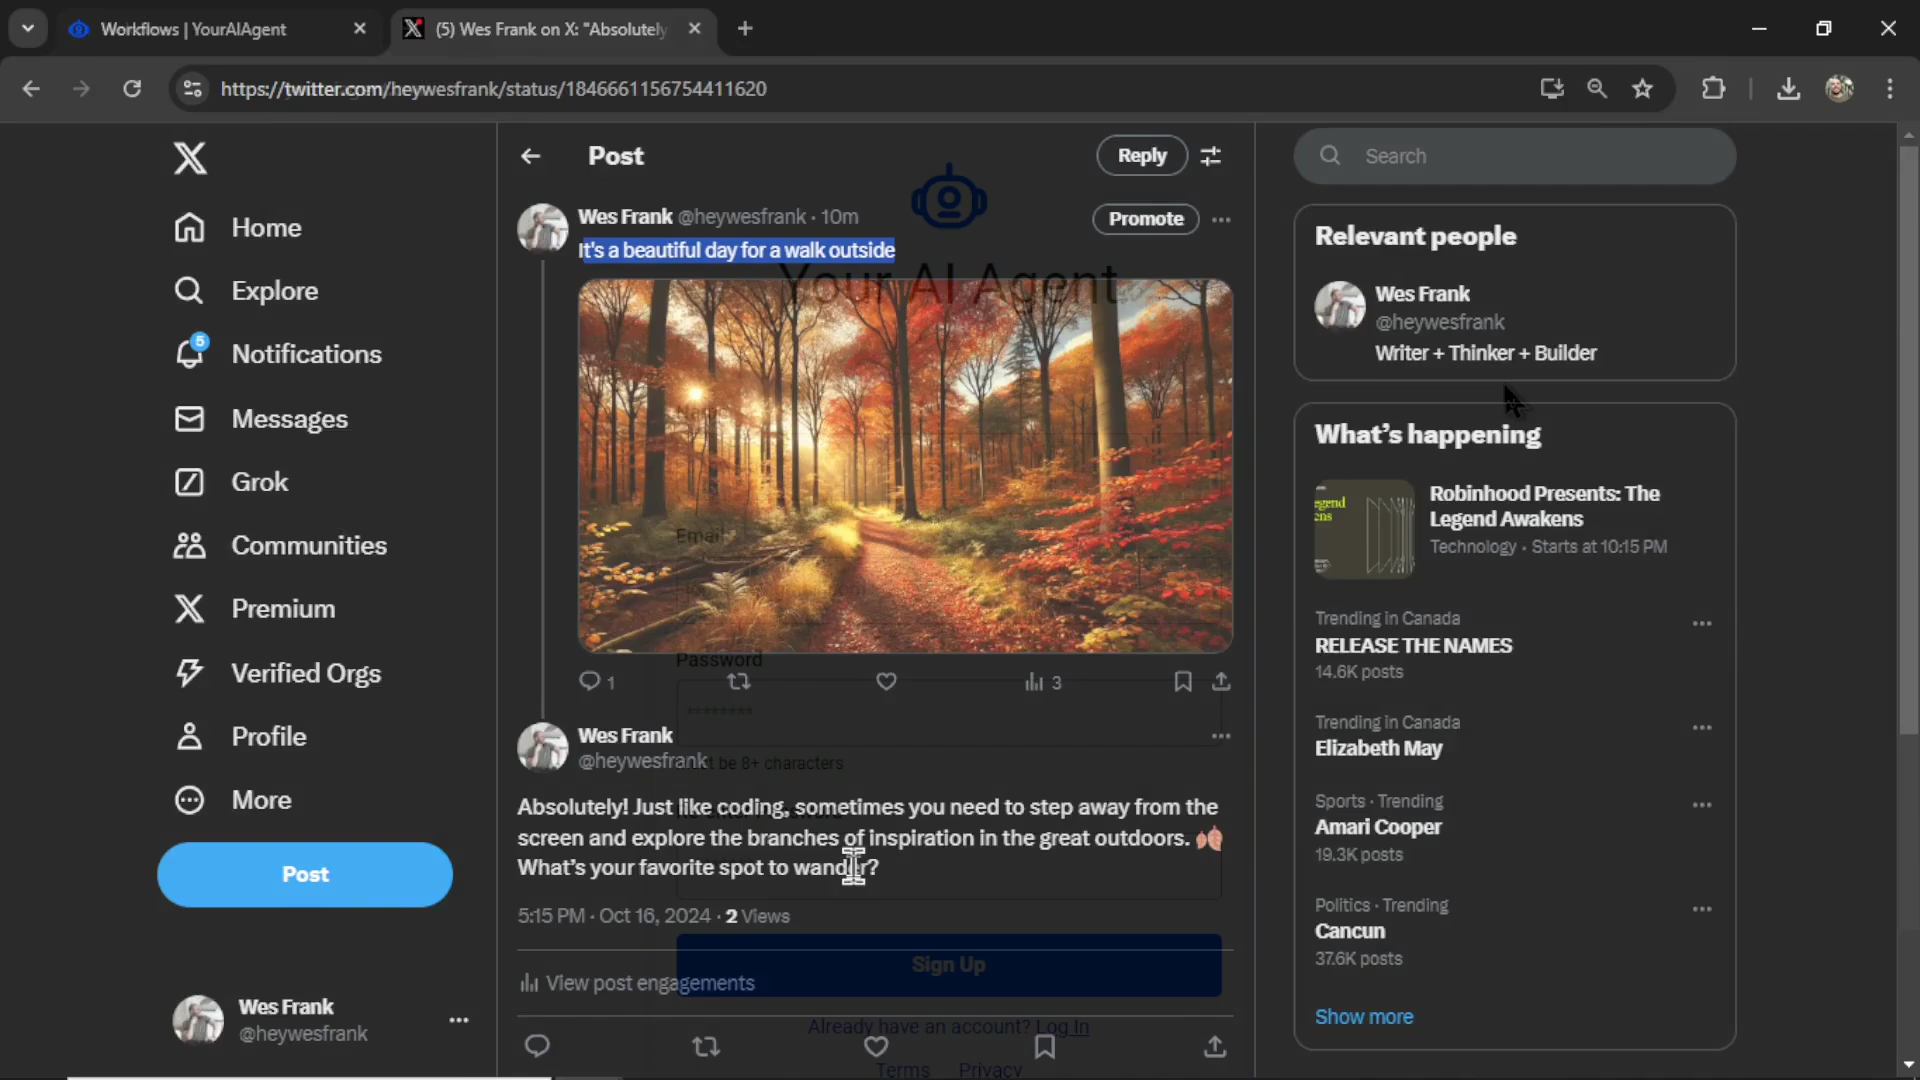 Workflows | YourAIAgent
(5) Wes Frank on X: "Absolutely
https://twitter.com/heywesfrank/status/1846661156754411620
Home
Explore
5
Notifications
Messages
Grok
Communities
Premium
Verified Orgs
Profile
More
Post
Wes Frank
@heywesfrank
Post
Reply
Wes Frank @heywesfrank · 10m
Promote
It's a beautiful day for a walk outside
Your AI Agent
Email
Password
1
3
********
Wes Frank
@heywesfrank
be 8+ characters
Absolutely! Just like coding, sometimes you need to step away from the
screen and explore the branches of inspiration in the great outdoors. 🍂
What's your favorite spot to wander?
5:15 PM · Oct 16, 2024 · 2 Views
Sign Up
View post engagements
Already have an account? Log In
Terms Privacy
Search
Relevant people
Wes Frank
@heywesfrank
Writer + Thinker + Builder
What's happening
egend
ens
Robinhood Presents: The
Legend Awakens
Technology · Starts at 10:15 PM
Trending in Canada
RELEASE THE NAMES
14.6K posts
Trending in Canada
Elizabeth May
Sports · Trending
Amari Cooper
19.3K posts
Politics · Trending
Cancun
37.6K posts
Show more